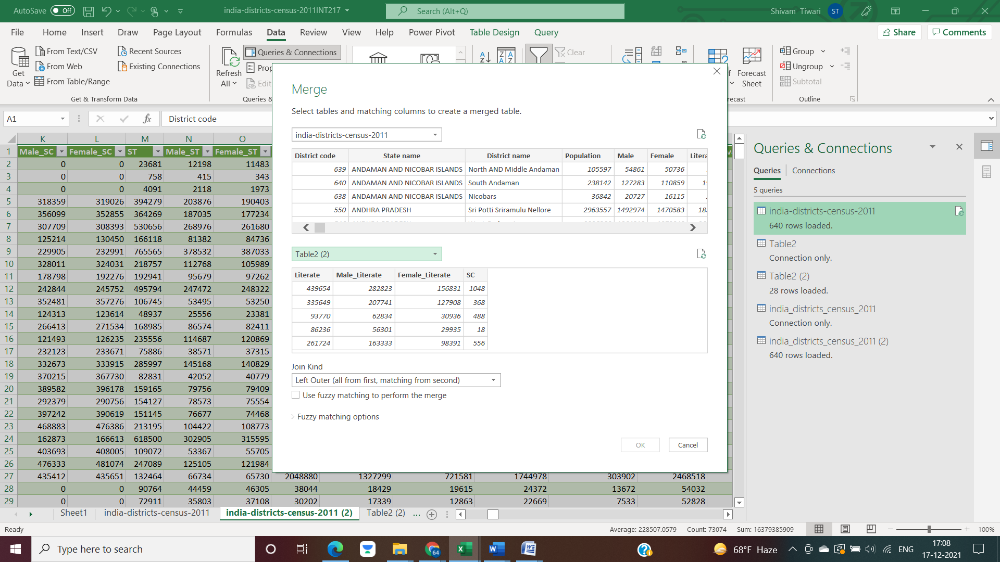 AutoSave Off india-districts-census-2011INT217 Search (Alt+Q) Shivam Tiwari ST
File Home Insert Draw Page Layout Formulas Data Review View Help Power Pivot Table Design Query Share Comments
Get Data From Text/CSV From Web From Table/Range Recent Sources Existing Connections
Get & Transform Data
Refresh All Queries & Connections
Queries &
Clear
Forecast Sheet
Group
Ungroup
Subtotal
Outline
A1 fx District code
K L M N O
1 Male_SC Female_SC ST Male_ST Female_ST
2 0 0 23681 12198 11483
3 0 0 758 415 343
4 0 0 4091 2118 1973
5 318359 319026 394279 203876 190403
6 356099 352855 364269 187035 177234
7 307709 308393 530656 268976 261680
8 125214 130450 166118 81382 84736
9 229905 232991 765565 378532 387033
10 328011 324031 218757 112768 105989
11 178798 192276 192941 95679 97262
12 242844 245752 495794 247472 248322
13 352481 357276 106745 53495 53250
14 124313 123614 48937 25556 23381
15 266413 271534 168985 86574 82411
16 121493 126235 235556 114687 120869
17 232123 233671 75886 38571 37315
18 332673 333915 285997 145168 140829
19 370215 367730 82831 42052 40779
20 389582 396178 159165 79756 79409
21 292379 290756 154127 78573 75554
22 397242 390619 151145 76677 74468
23 468883 476386 213195 104422 108773
24 162873 166613 618500 302905 315595
25 403693 408005 109072 53367 55705
26 476333 481074 247089 125105 121984
27 435412 435651 132464 66734 65730 2048880 1327299 721581 1744978 303902 2468518
28 0 0 90764 44459 46305 38044 18429 19615 24372 13672 54032
29 0 0 72911 35803 37108 30202 17339 12863 22669 7533 52828
Merge
Select tables and matching columns to create a merged table.
india-districts-census-2011
District code State name District name Population Male Female Litera
639 ANDAMAN AND NICOBAR ISLANDS North AND Middle Andaman 105597 54861 50736
640 ANDAMAN AND NICOBAR ISLANDS South Andaman 238142 127283 110859
638 ANDAMAN AND NICOBAR ISLANDS Nicobars 36842 20727 16115
550 ANDHRA PRADESH Sri Potti Sriramulu Nellore 2963557 1492974 1470583
Table2 (2)
Literate Male_Literate Female_Literate SC
439654 282823 156831 1048
335649 207741 127908 368
93770 62834 30936 488
86236 56301 29935 18
261724 163333 98391 556
Join Kind
Left Outer (all from first, matching from second)
Use fuzzy matching to perform the merge
Fuzzy matching options
OK Cancel
Queries & Connections
Queries Connections
5 queries
india-districts-census-2011
640 rows loaded.
Table2
Connection only.
Table2 (2)
28 rows loaded.
india_districts_census_2011
Connection only.
india_districts_census_2011 (2)
640 rows loaded.
Sheet1 india-districts-census-2011 india-districts-census-2011 (2) Table2 (2) ...
Ready Average: 228507.0579 Count: 73074 Sum: 16379385909 100%
Type here to search 64 68°F Haze ENG 17:08
17-12-2021